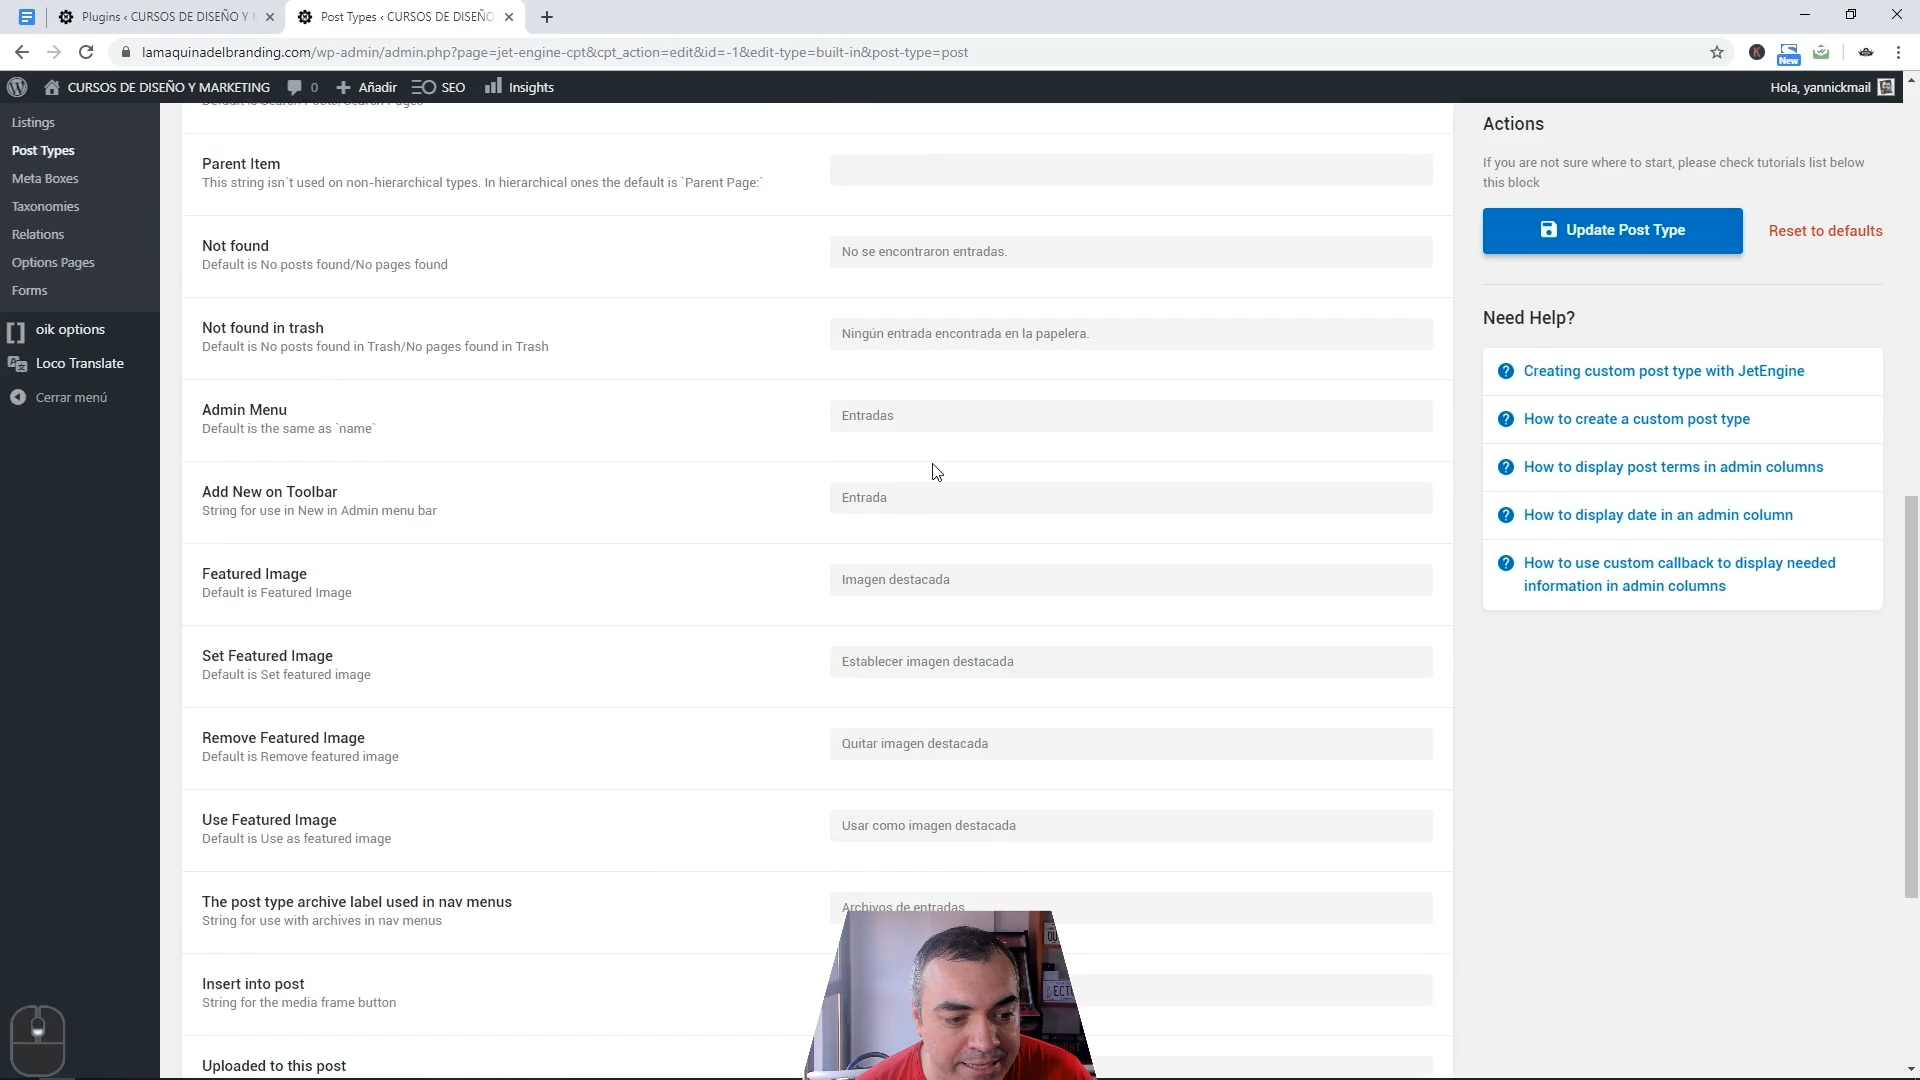 Plugins ‹ CURSOS DE DISEÑO Y
Post Types ‹ CURSOS DE DISEÑO
lamaquinadelbranding.com/wp-admin/admin.php?page=jet-engine-cpt&cpt_action=edit&id=-1&edit-type=built-in&post-type=post
K
New
CURSOS DE DISEÑO Y MARKETING
0
Añadir
SEO
Insights
Hola, yannickmail
Listings
Post Types
Meta Boxes
Taxonomies
Relations
Options Pages
Forms
oik options
Loco Translate
Cerrar menú
Default is Search Posts/Search Pages
Parent Item
This string isn`t used on non-hierarchical types. In hierarchical ones the default is `Parent Page:`
Not found
Default is No posts found/No pages found
No se encontraron entradas.
Not found in trash
Default is No posts found in Trash/No pages found in Trash
Ningún entrada encontrada en la papelera.
Admin Menu
Default is the same as `name`
Entradas
Add New on Toolbar
String for use in New in Admin menu bar
Entrada
Featured Image
Default is Featured Image
Imagen destacada
Set Featured Image
Default is Set featured image
Establecer imagen destacada
Remove Featured Image
Default is Remove featured image
Quitar imagen destacada
Use Featured Image
Default is Use as featured image
Usar como imagen destacada
The post type archive label used in nav menus
String for use with archives in nav menus
Archivos de entradas
Insert into post
String for the media frame button
Uploaded to this post
Actions
If you are not sure where to start, please check tutorials list below
this block
Update Post Type
Reset to defaults
Need Help?
Creating custom post type with JetEngine
How to create a custom post type
How to display post terms in admin columns
How to display date in an admin column
How to use custom callback to display needed
information in admin columns